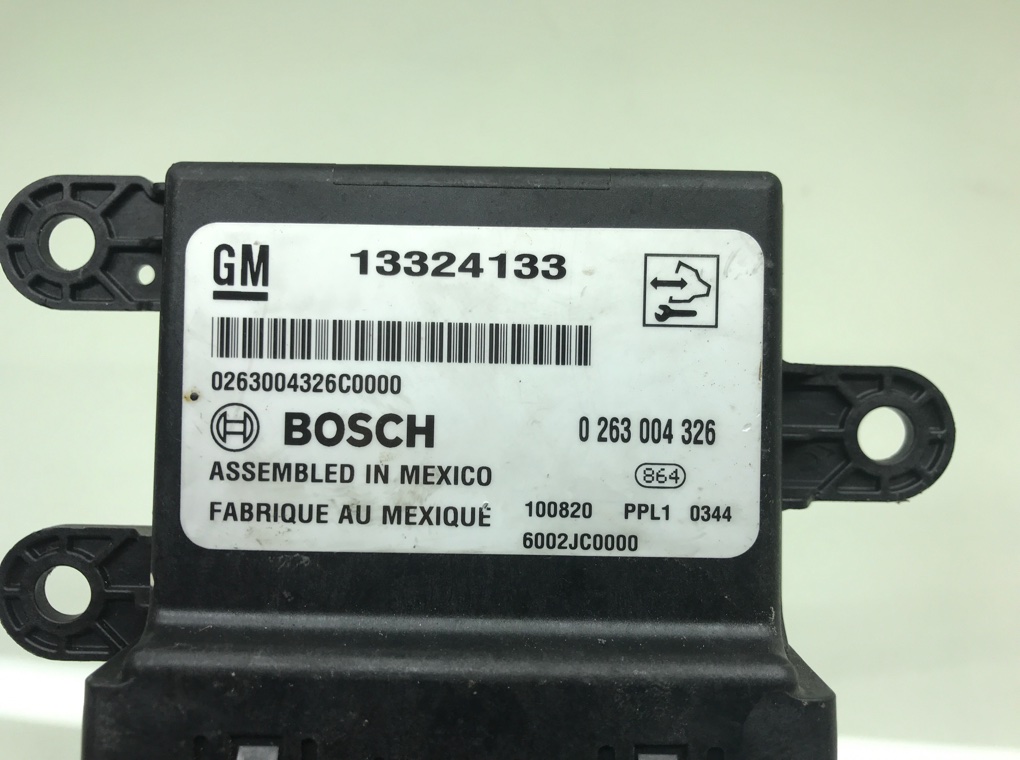 GM 13324133
0263004326C0000
BOSCH 0 263 004 326
ASSEMBLED IN MEXICO 864
FABRIQUE AU MEXIQUE 100820 PPL1 0344
6002JC0000